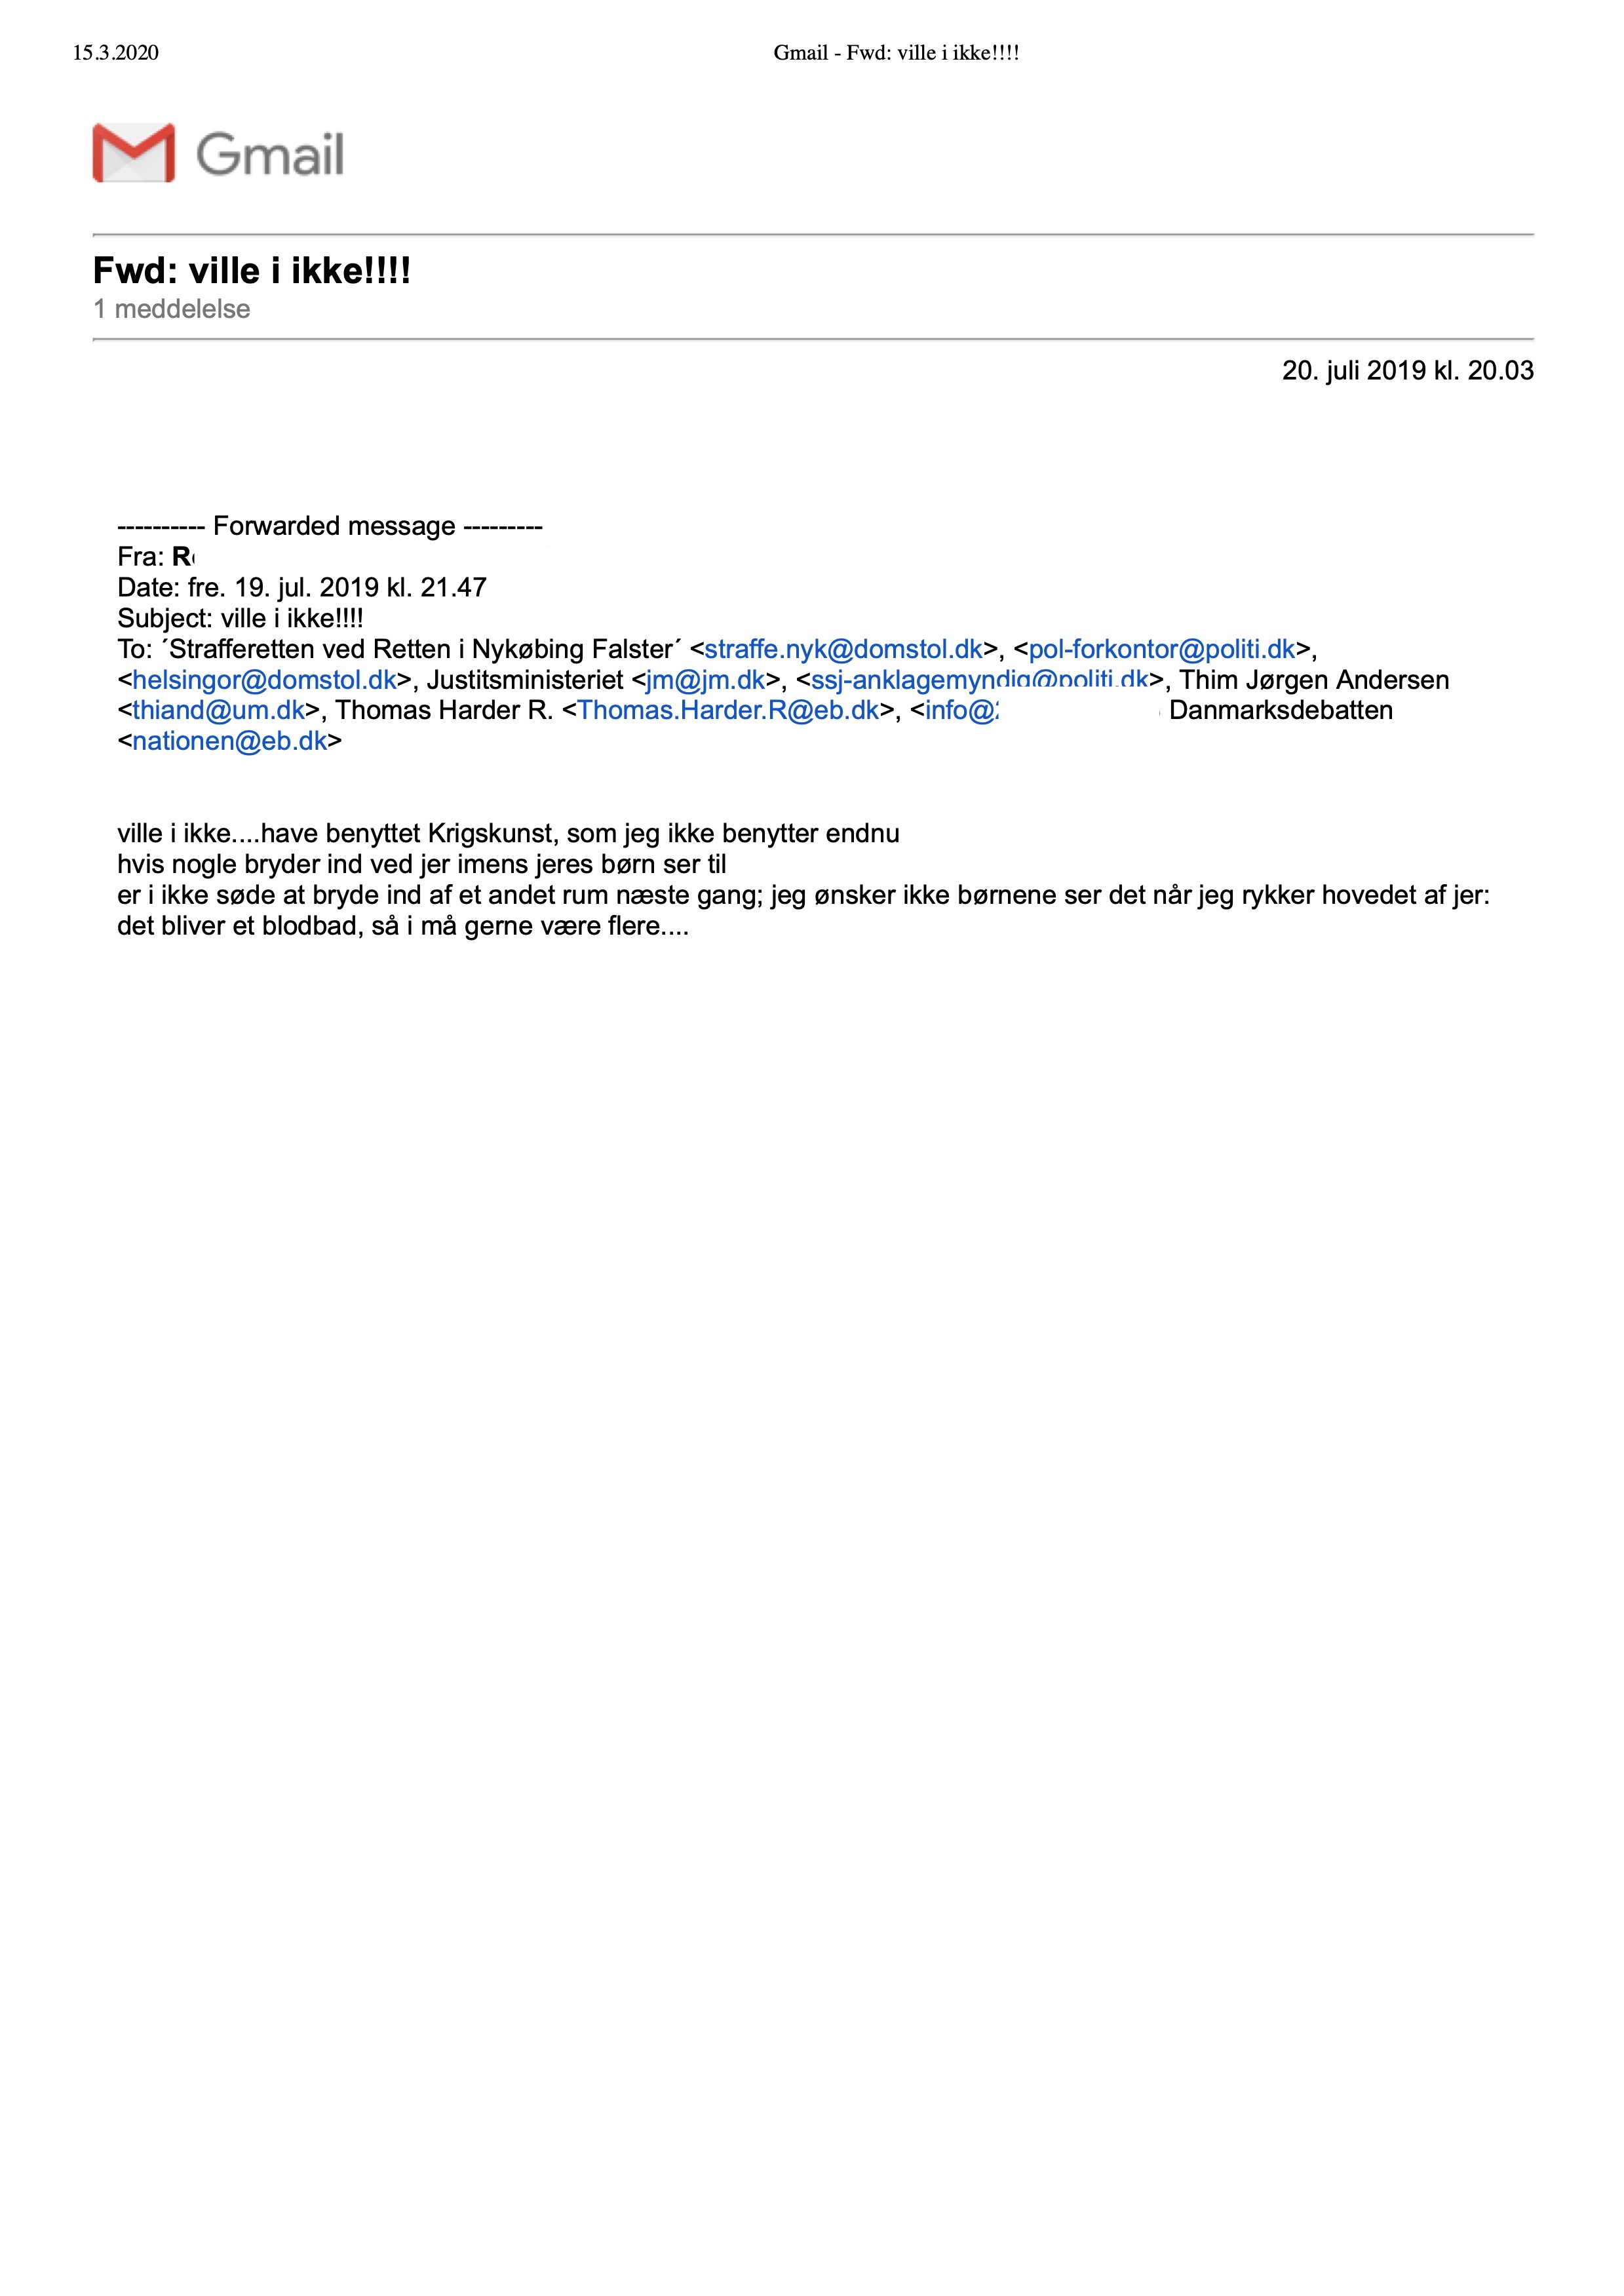 15.3.2020 Gmail - Fwd: ville i ikke!!!!
Gmail
Fwd: ville i ikke!!!!
1 meddelelse
20. juli 2019 kl. 20.03
---------- Forwarded message ---------
Fra: R
Date: fre. 19. jul. 2019 kl. 21.47
Subject: ville i ikke!!!!
To: ´Strafferetten ved Retten i Nykøbing Falster´ <straffe.nyk@domstol.dk>, <pol-forkontor@politi.dk>,
<helsingor@domstol.dk>, Justitsministeriet <jm@jm.dk>, <ssj-anklagemyndig@politi.dk>, Thim Jørgen Andersen
<thiand@um.dk>, Thomas Harder R. <Thomas.Harder.R@eb.dk>, <info@ Danmarksdebatten
<nationen@eb.dk>
ville i ikke....have benyttet Krigskunst, som jeg ikke benytter endnu
hvis nogle bryder ind ved jer imens jeres børn ser til
er i ikke søde at bryde ind af et andet rum næste gang; jeg ønsker ikke børnene ser det når jeg rykker hovedet af jer:
det bliver et blodbad, så i må gerne være flere....